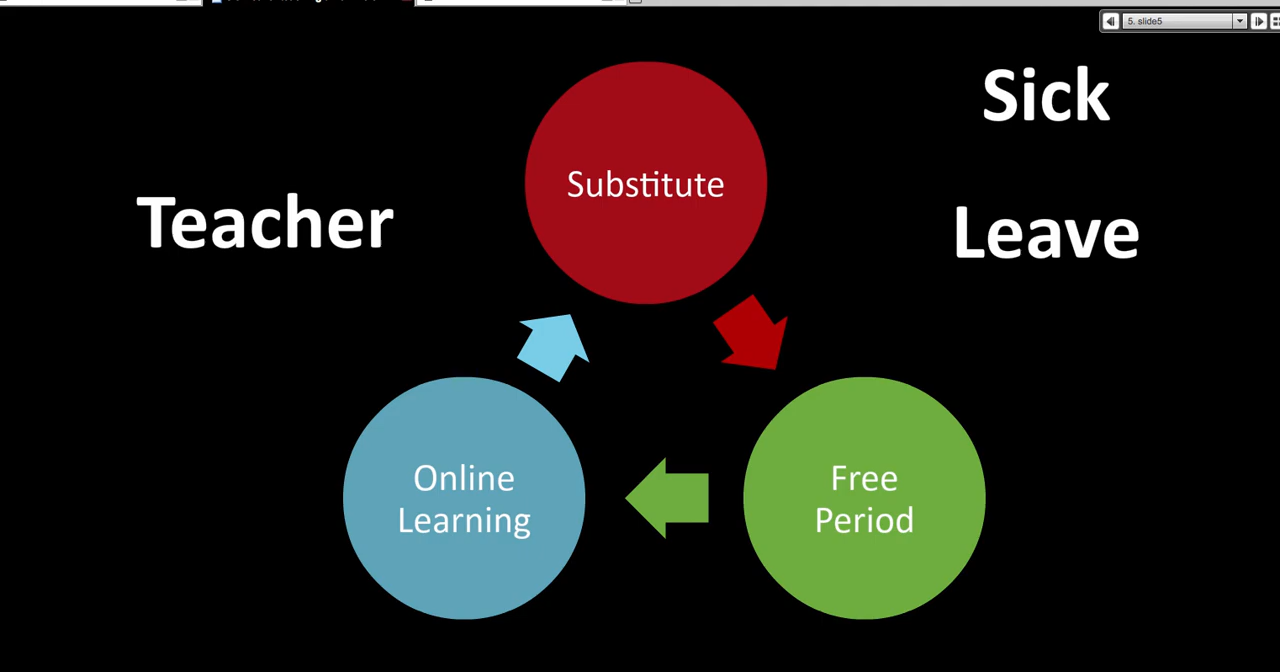 5. slide5
Sick
Leave
Teacher
Substitute
Online
Learning
Free
Period